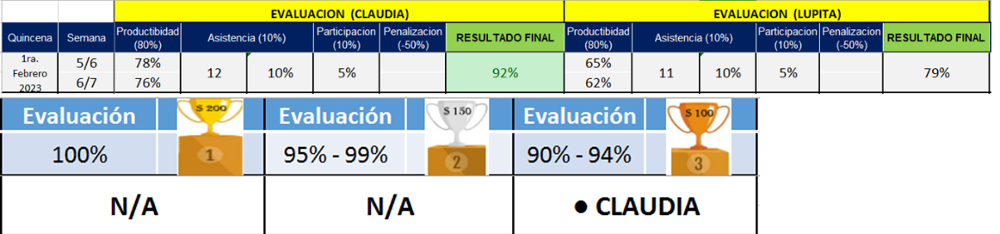 EVALUACION (CLAUDIA) EVALUACION (LUPITA)
Quincena Semana Productibidad (80%) Asistencia (10%) Participacion (10%) Penalizacion (-50%) RESULTADO FINAL Productibidad (80%) Asistencia (10%) Participacion (10%) Penalizacion (-50%) RESULTADO FINAL
1ra. Febrero 2023
5/6 78% 12 10% 5% 92% 65% 11 10% 5% 79%
6/7 76% 62%
Evaluación $ 200 Evaluación $ 150 Evaluación $ 100
100% 1 95% - 99% 2 90% - 94% 3
N/A N/A • CLAUDIA